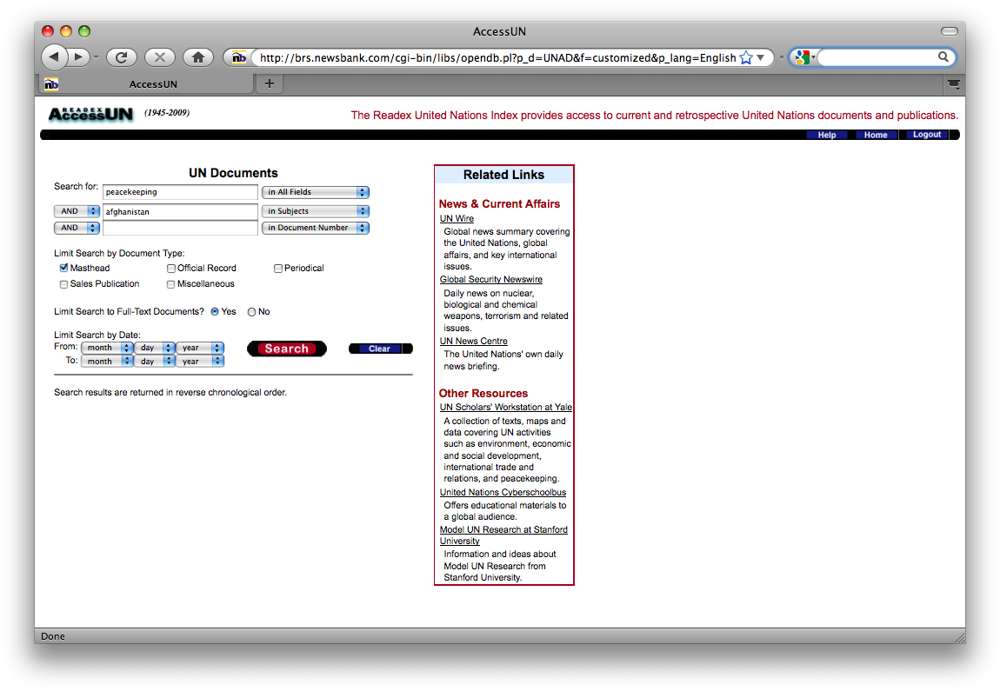 AccessUN
http://brs.newsbank.com/cgi-bin/libs/opendb.pl?p_d=UNAD&f=customized&p_lang=English
nb
nb AccessUN +
READEX
AccessUN (1945-2009)
The Readex United Nations Index provides access to current and retrospective United Nations documents and publications.
Help Home Logout
UN Documents
Search for: peacekeeping in All Fields
AND afghanistan in Subjects
AND in Document Number
Limit Search by Document Type:
Masthead Official Record Periodical
Sales Publication Miscellaneous
Limit Search to Full-Text Documents? Yes No
Limit Search by Date:
From: month day year
To: month day year
Search Clear
Search results are returned in reverse chronological order.
Related Links
News & Current Affairs
UN Wire
Global news summary covering
the United Nations, global
affairs, and key international
issues.
Global Security Newswire
Daily news on nuclear,
biological and chemical
weapons, terrorism and related
issues.
UN News Centre
The United Nations' own daily
news briefing.
Other Resources
UN Scholars' Workstation at Yale
A collection of texts, maps and
data covering UN activities
such as environment, economic
and social development,
international trade and
relations, and peacekeeping.
United Nations Cyberschoolbus
Offers educational materials to
a global audience.
Model UN Research at Stanford
University
Information and ideas about
Model UN Research from
Stanford University.
Done